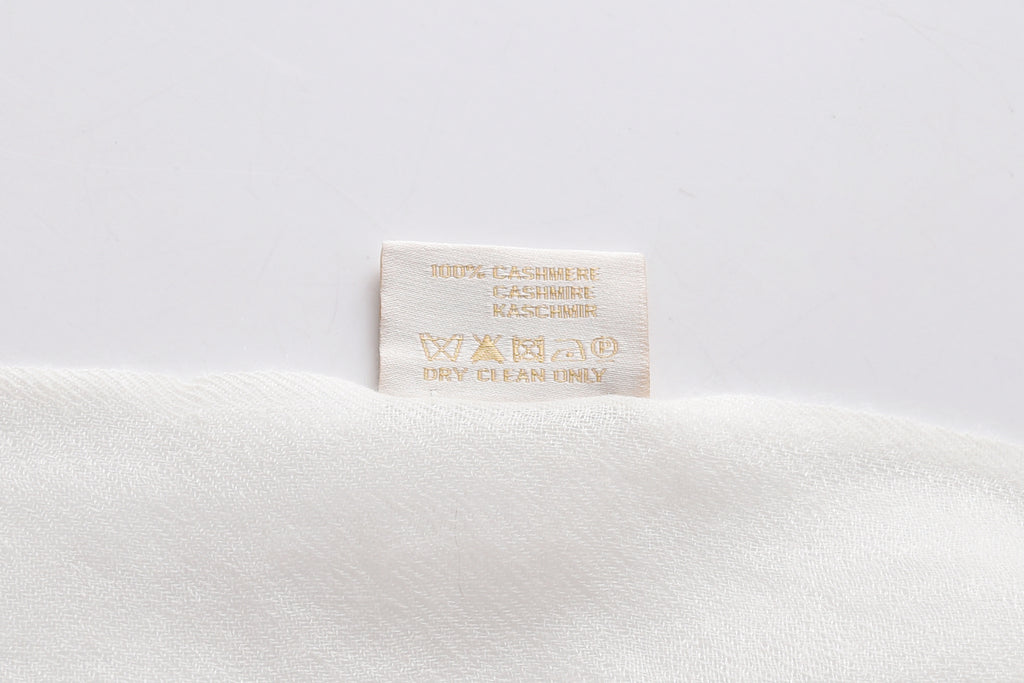 100% CASHMERE
CASHMIRE
KASCHMIR
DRY CLEAN ONLY